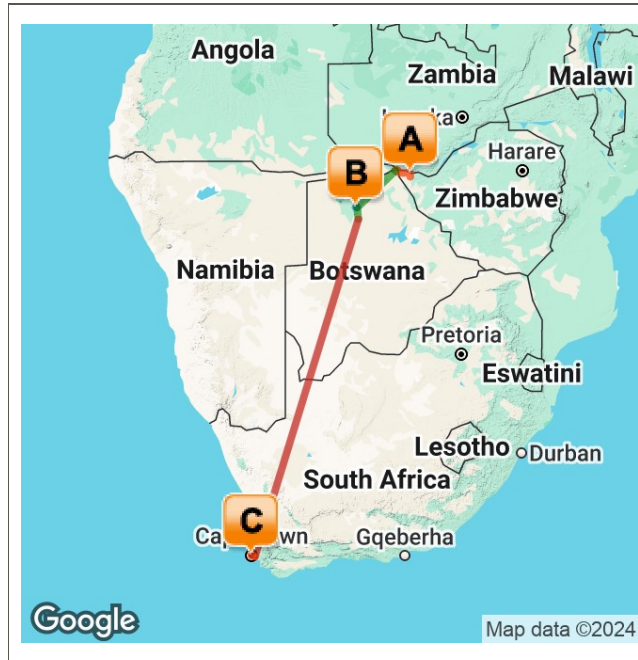 Angola
Zambia
Malawi
A
Harare
B
Zimbabwe
Namibia
Botswana
Pretoria
Eswatini
Lesotho
Durban
South Africa
C
Gqeberha
Google
Map data ©2024